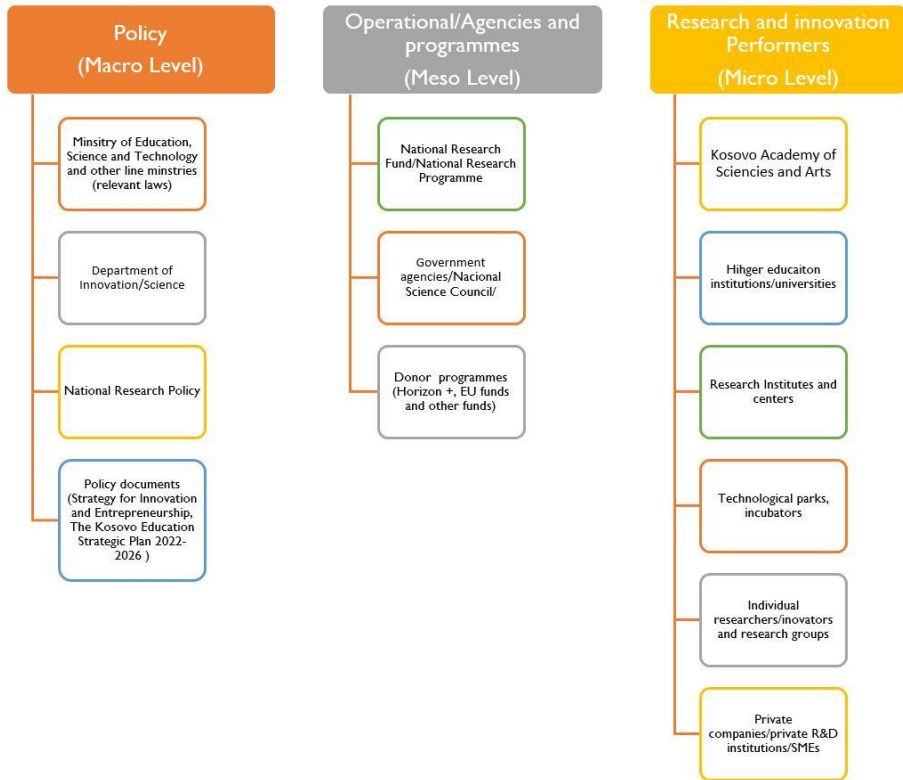 Policy
(Macro Level)
Minsitry of Education,
Science and Technology
and other line minstries
(relevant laws)
Department of
Innovation/Science
National Research Policy
Policy documents
(Strategy for Innovation
and Entrepreneurship,
The Kosovo Education
Strategic Plan 2022-
2026 )
Operational/Agencies and
programmes
(Meso Level)
National Research
Fund/National Research
Programme
Government
agencies/Nacional
Science Council/
Donor programmes
(Horizon +, EU funds
and other funds)
Research and innovation
Performers
(Micro Level)
Kosovo Academy of
Sciencies and Arts
Hihger educaiton
institutions/universities
Research Institutes and
centers
Technological parks,
incubators
Individual
researchers/inovators
and research groups
Private
companies/private R&D
institutions/SMEs